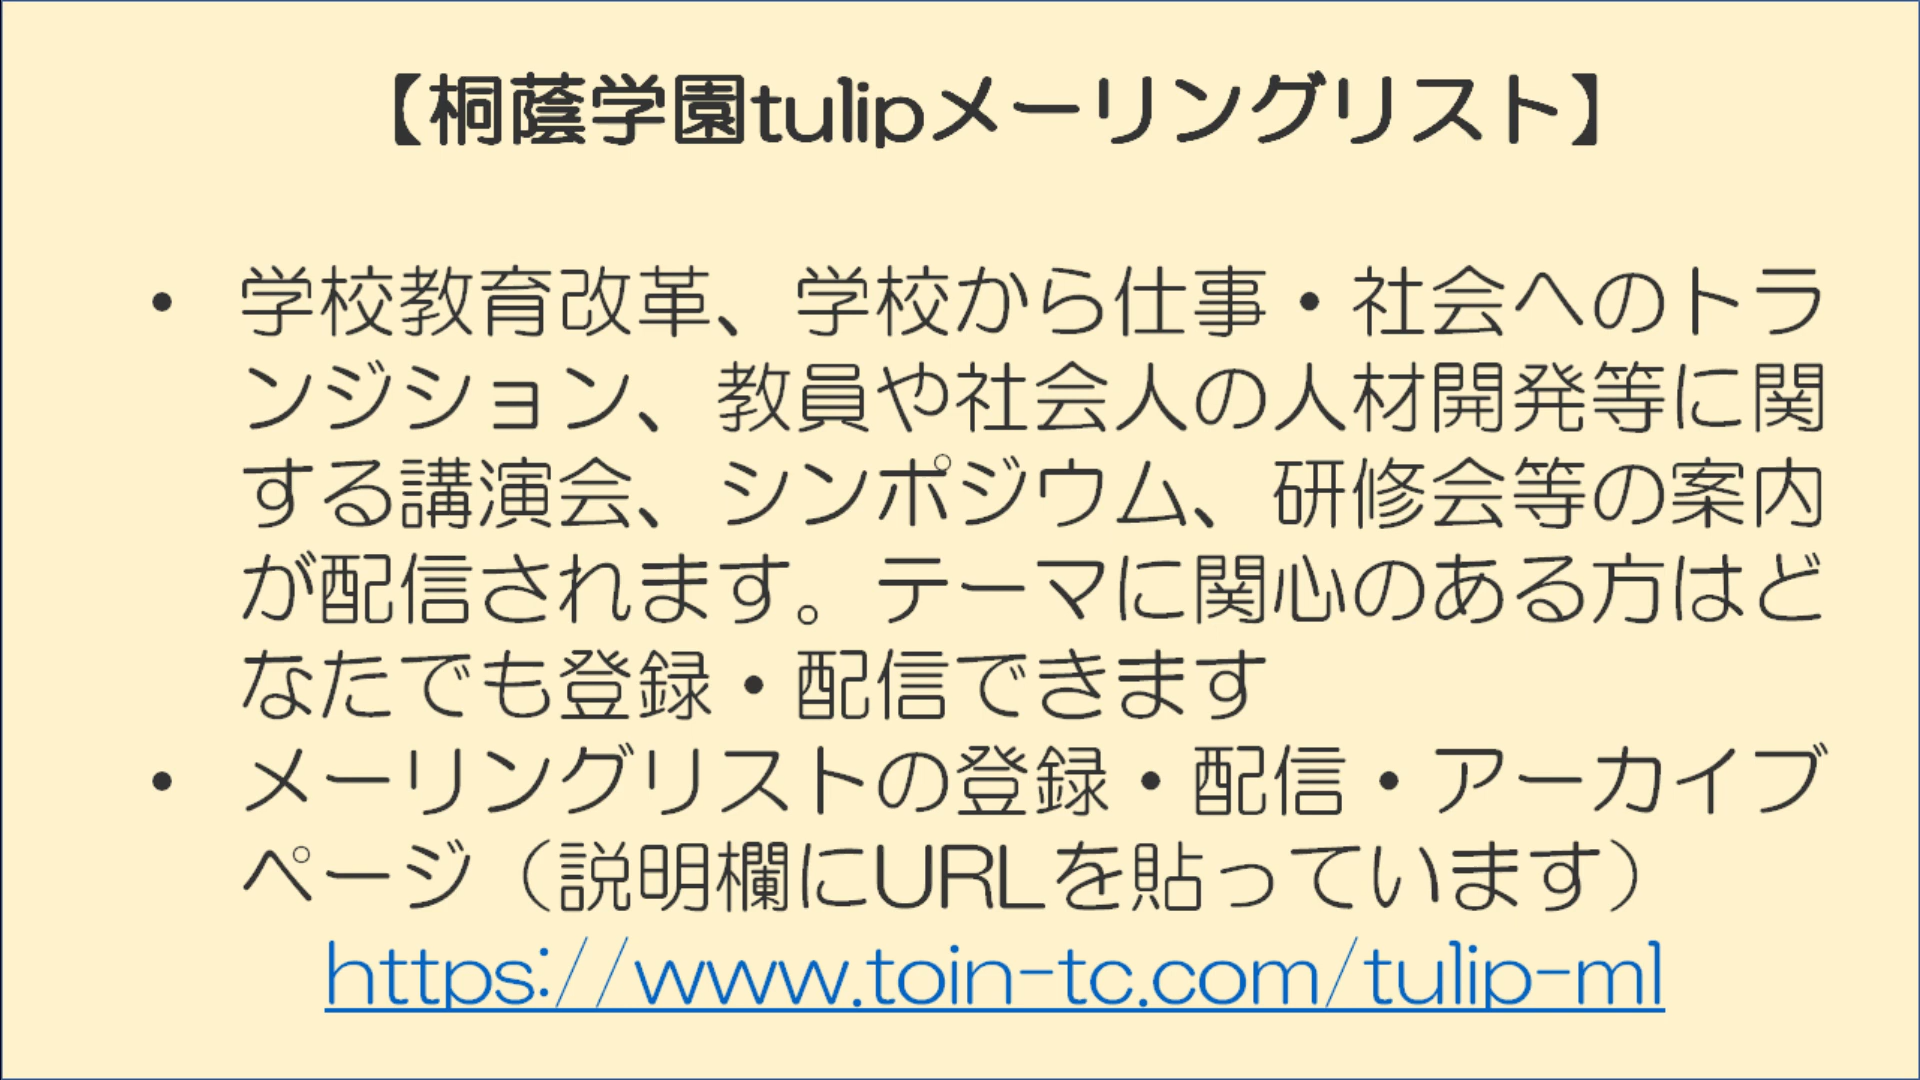 【桐蔭学園tulipメーリングリスト】
• 学校教育改革、学校から仕事・社会へのトラ
ンジション、教員や社会人の人材開発等に関
する講演会、シンポジウム、研修会等の案内
が配信されます。テーマに関心のある方はど
なたでも登録・配信できます
• メーリングリストの登録・配信・アーカイブ
ページ（説明欄にURLを貼っています）
https://www.toin-tc.com/tulip-ml